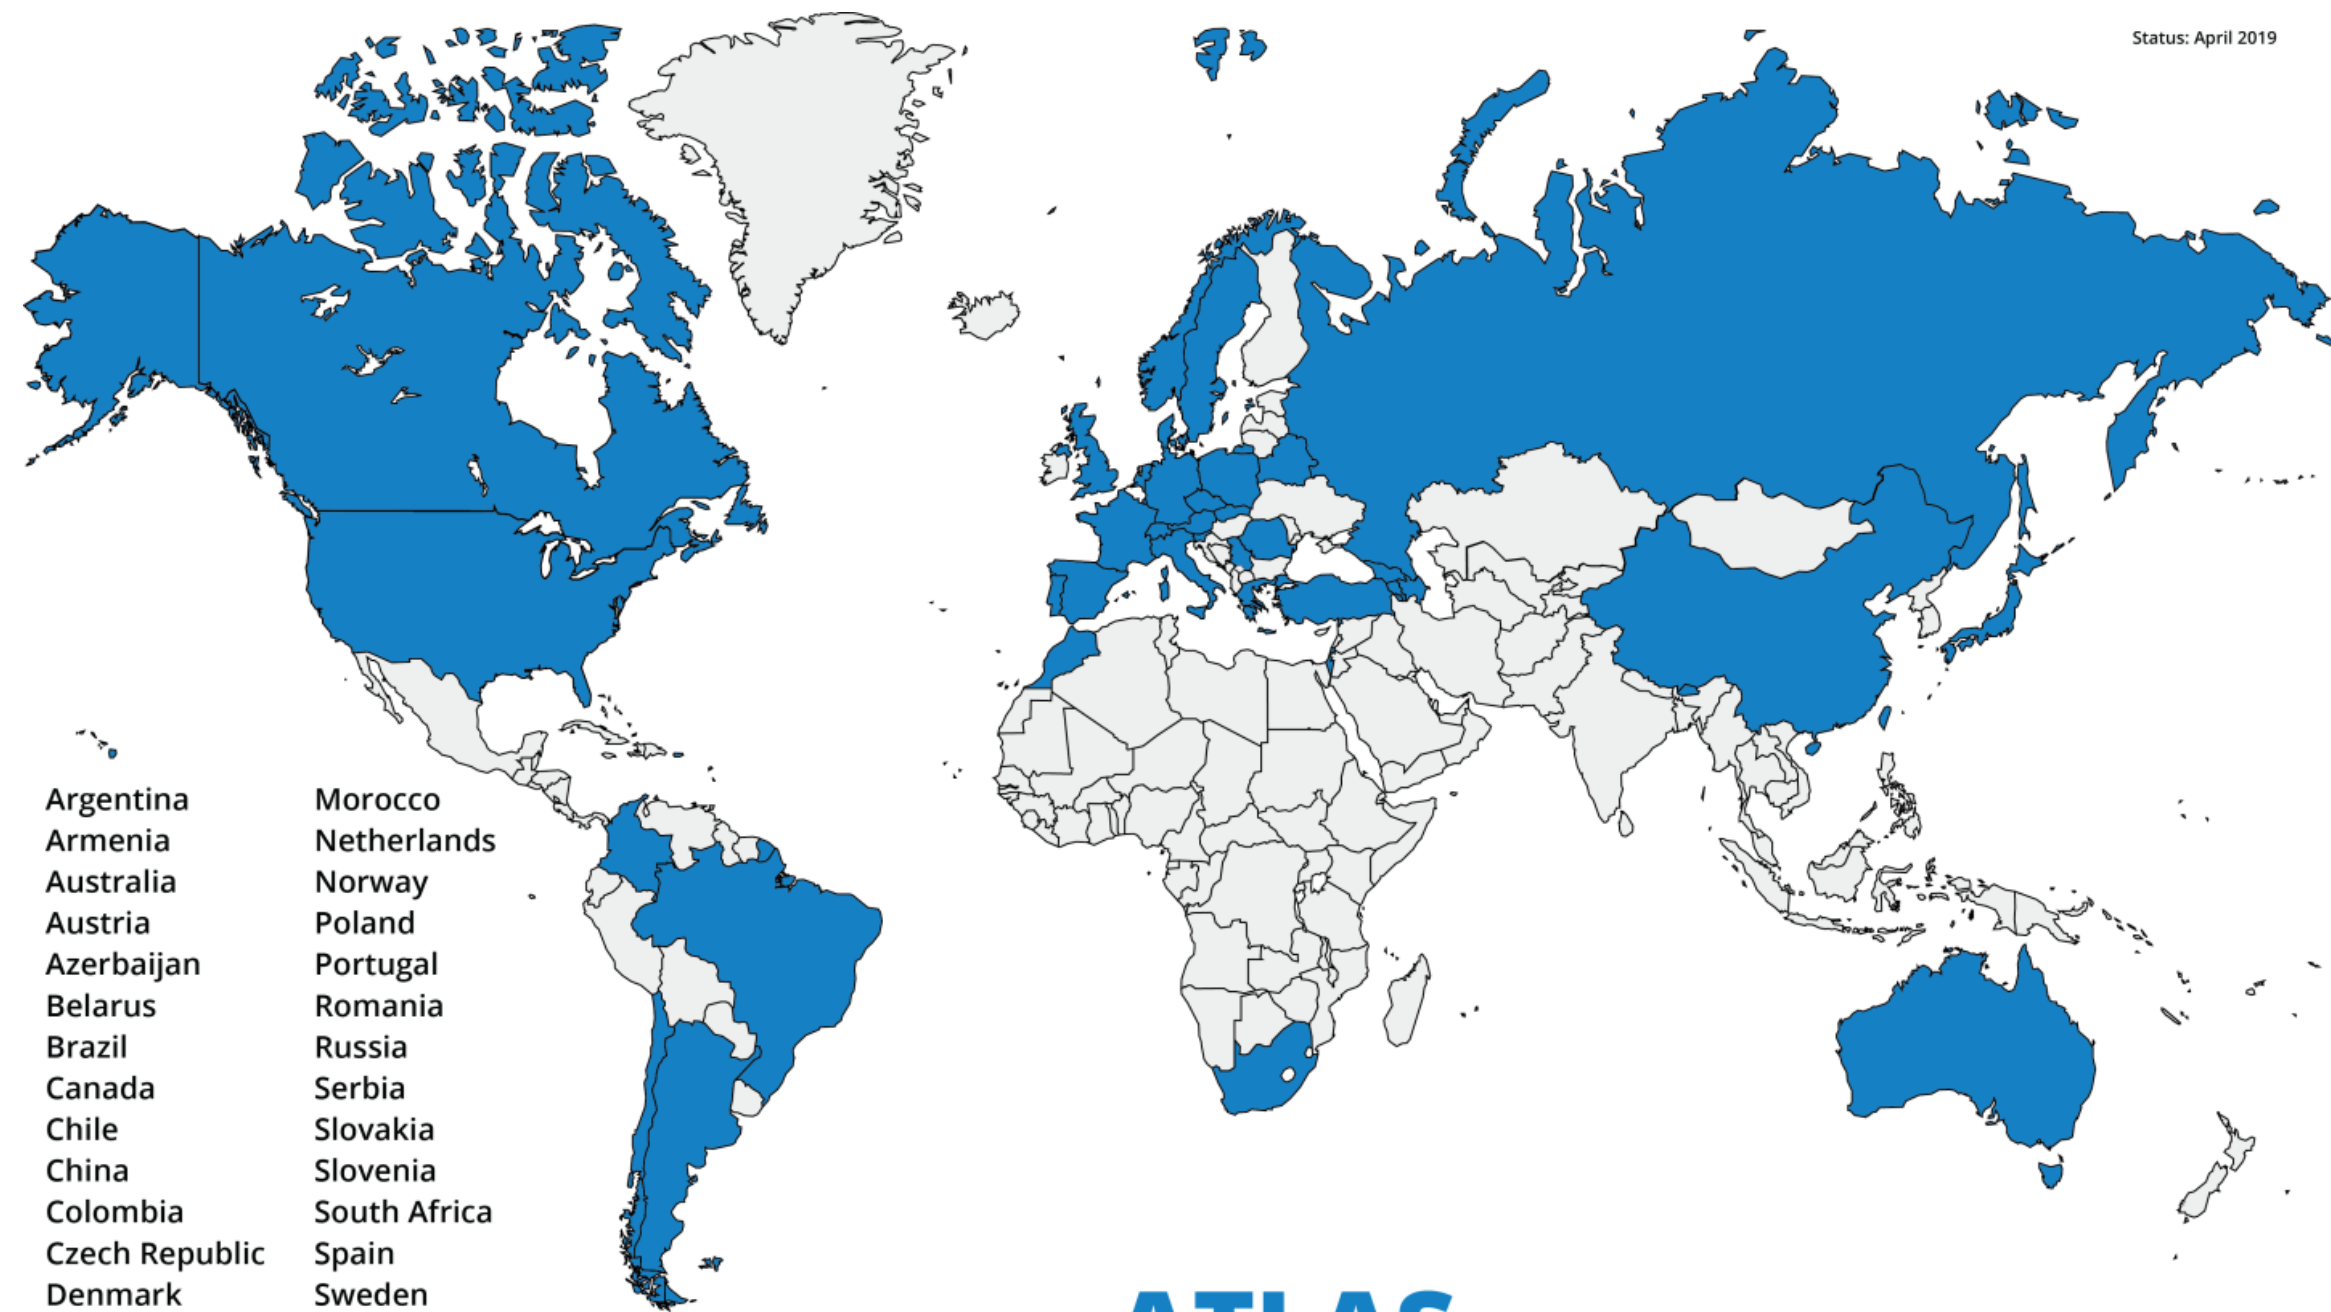 Status: April 2019
Argentina
Armenia
Australia
Austria
Azerbaijan
Belarus
Brazil
Canada
Chile
China
Colombia
Czech Republic
Denmark
Morocco
Netherlands
Norway
Poland
Portugal
Romania
Russia
Serbia
Slovakia
Slovenia
South Africa
Spain
Sweden
ATLAS